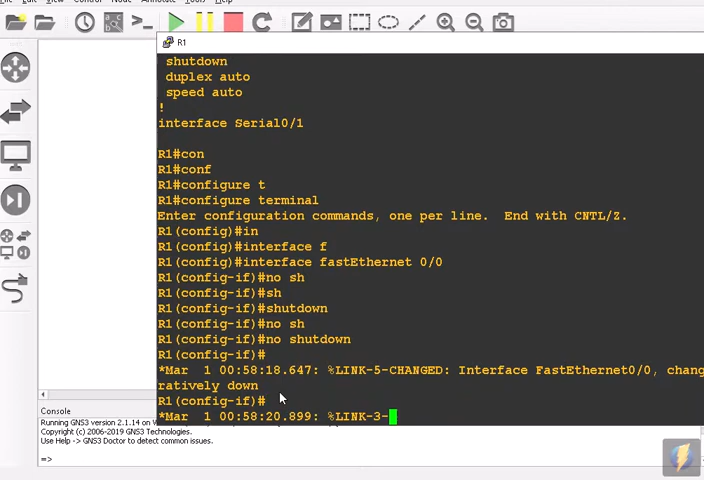 R1
shutdown
duplex auto
speed auto
!
interface Serial0/1
R1#con
R1#conf
R1#configure t
R1#configure terminal
Enter configuration commands, one per line.  End with CNTL/Z.
R1(config)#in
R1(config)#interface f
R1(config)#interface fastEthernet 0/0
R1(config-if)#no sh
R1(config-if)#sh
R1(config-if)#shutdown
R1(config-if)#no sh
R1(config-if)#no shutdown
R1(config-if)#
*Mar  1 00:58:18.647: %LINK-5-CHANGED: Interface FastEthernet0/0, chang
ratively down
R1(config-if)#
*Mar  1 00:58:20.899: %LINK-3-
Console
Running GNS3 version 2.1.14 on
Copyright (c) 2006-2019 GNS3 Technologies.
Use Help -> GNS3 Doctor to detect common issues.
=>